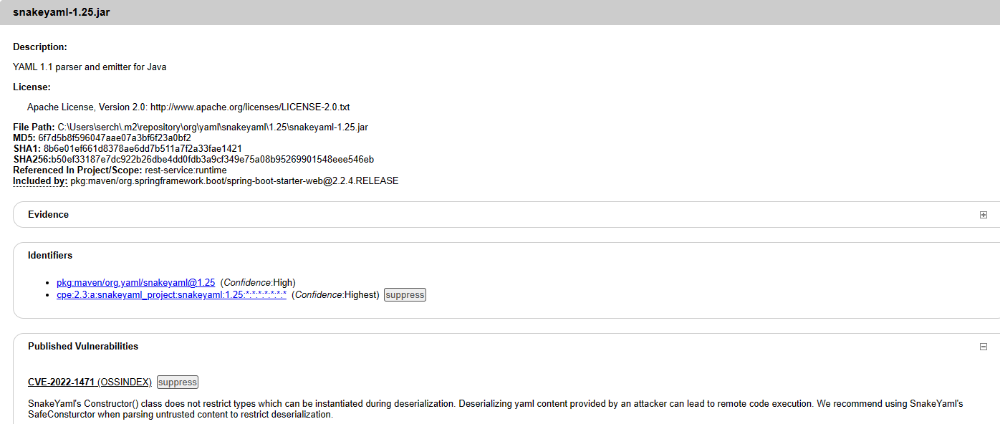 snakeyaml-1.25.jar
Description:
YAML 1.1 parser and emitter for Java
License:
Apache License, Version 2.0: http://www.apache.org/licenses/LICENSE-2.0.txt
File Path: C:\Users\serch\.m2\repository\org\yaml\snakeyaml\1.25\snakeyaml-1.25.jar
MD5: 6f7d5b8f596047aae07a3bf6f23a0bf2
SHA1: 8b6e01ef661d8378ae6dd7b511a7f2a33fae1421
SHA256:b50ef33187e7dc922b26dbe4dd0fdb3a9cf349e75a08b95269901548eee546eb
Referenced In Project/Scope: rest-service:runtime
Included by: pkg:maven/org.springframework.boot/spring-boot-starter-web@2.2.4.RELEASE
Evidence
Identifiers
• pkg:maven/org.yaml/snakeyaml@1.25 (Confidence:High)
• cpe:2.3:a:snakeyaml_project:snakeyaml:1.25:*:*:*:*:*:*:* (Confidence:Highest) suppress
Published Vulnerabilities
CVE-2022-1471 (OSSINDEX) suppress
SnakeYaml's Constructor() class does not restrict types which can be instantiated during deserialization. Deserializing yaml content provided by an attacker can lead to remote code execution. We recommend using SnakeYaml's
SafeConsturctor when parsing untrusted content to restrict deserialization.